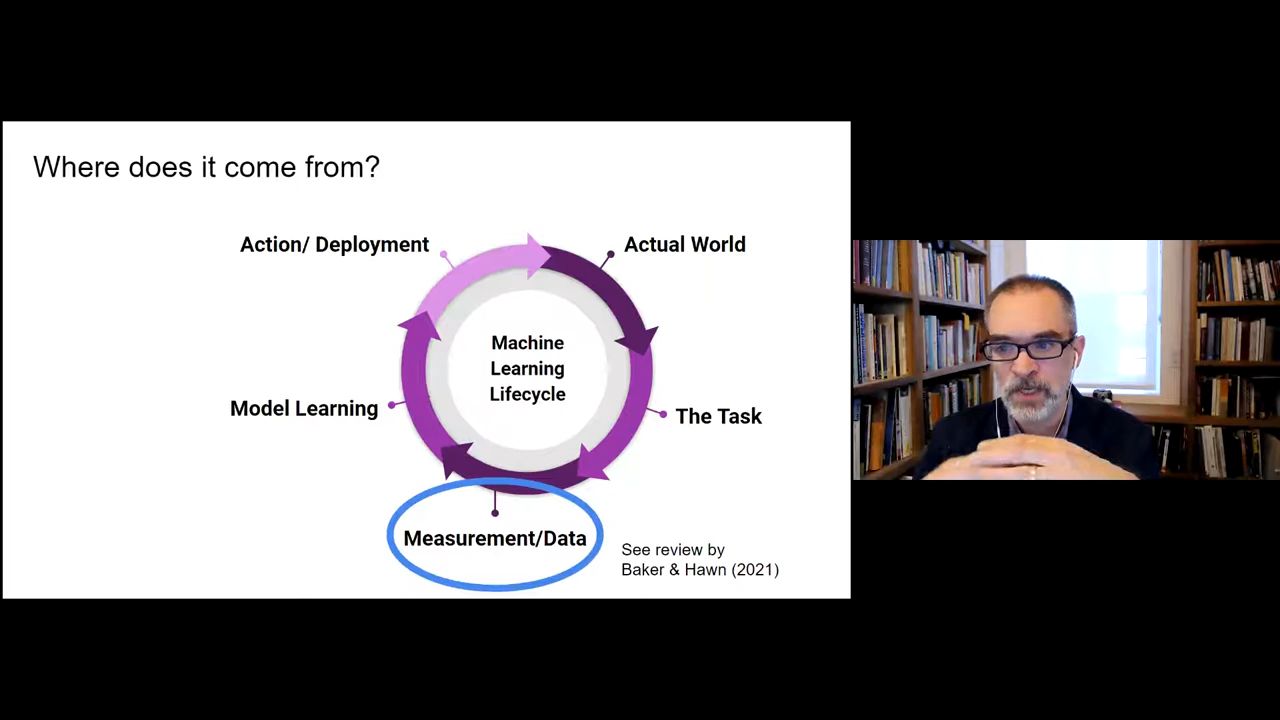 Where does it come from?
Action/ Deployment
Actual World
Machine
Learning
Lifecycle
Model Learning
The Task
Measurement/Data
See review by
Baker & Hawn (2021)